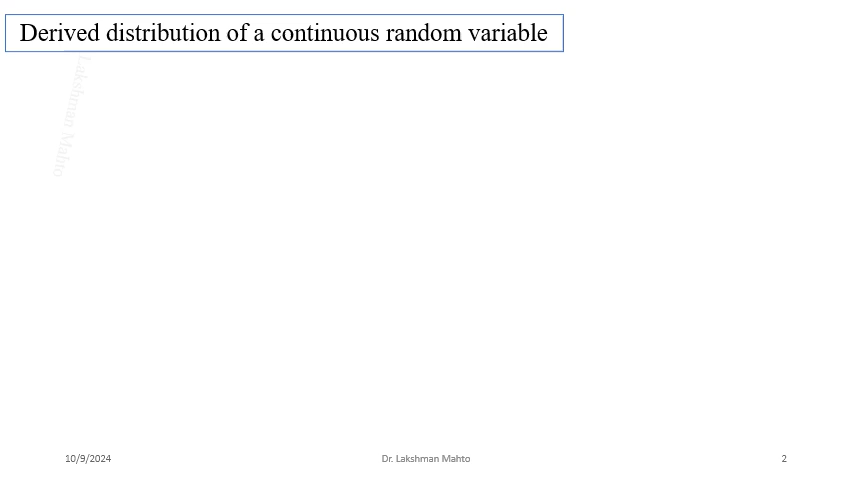 Derived distribution of a continuous random variable
Lakshman Mahto
10/9/2024
Dr. Lakshman Mahto
2